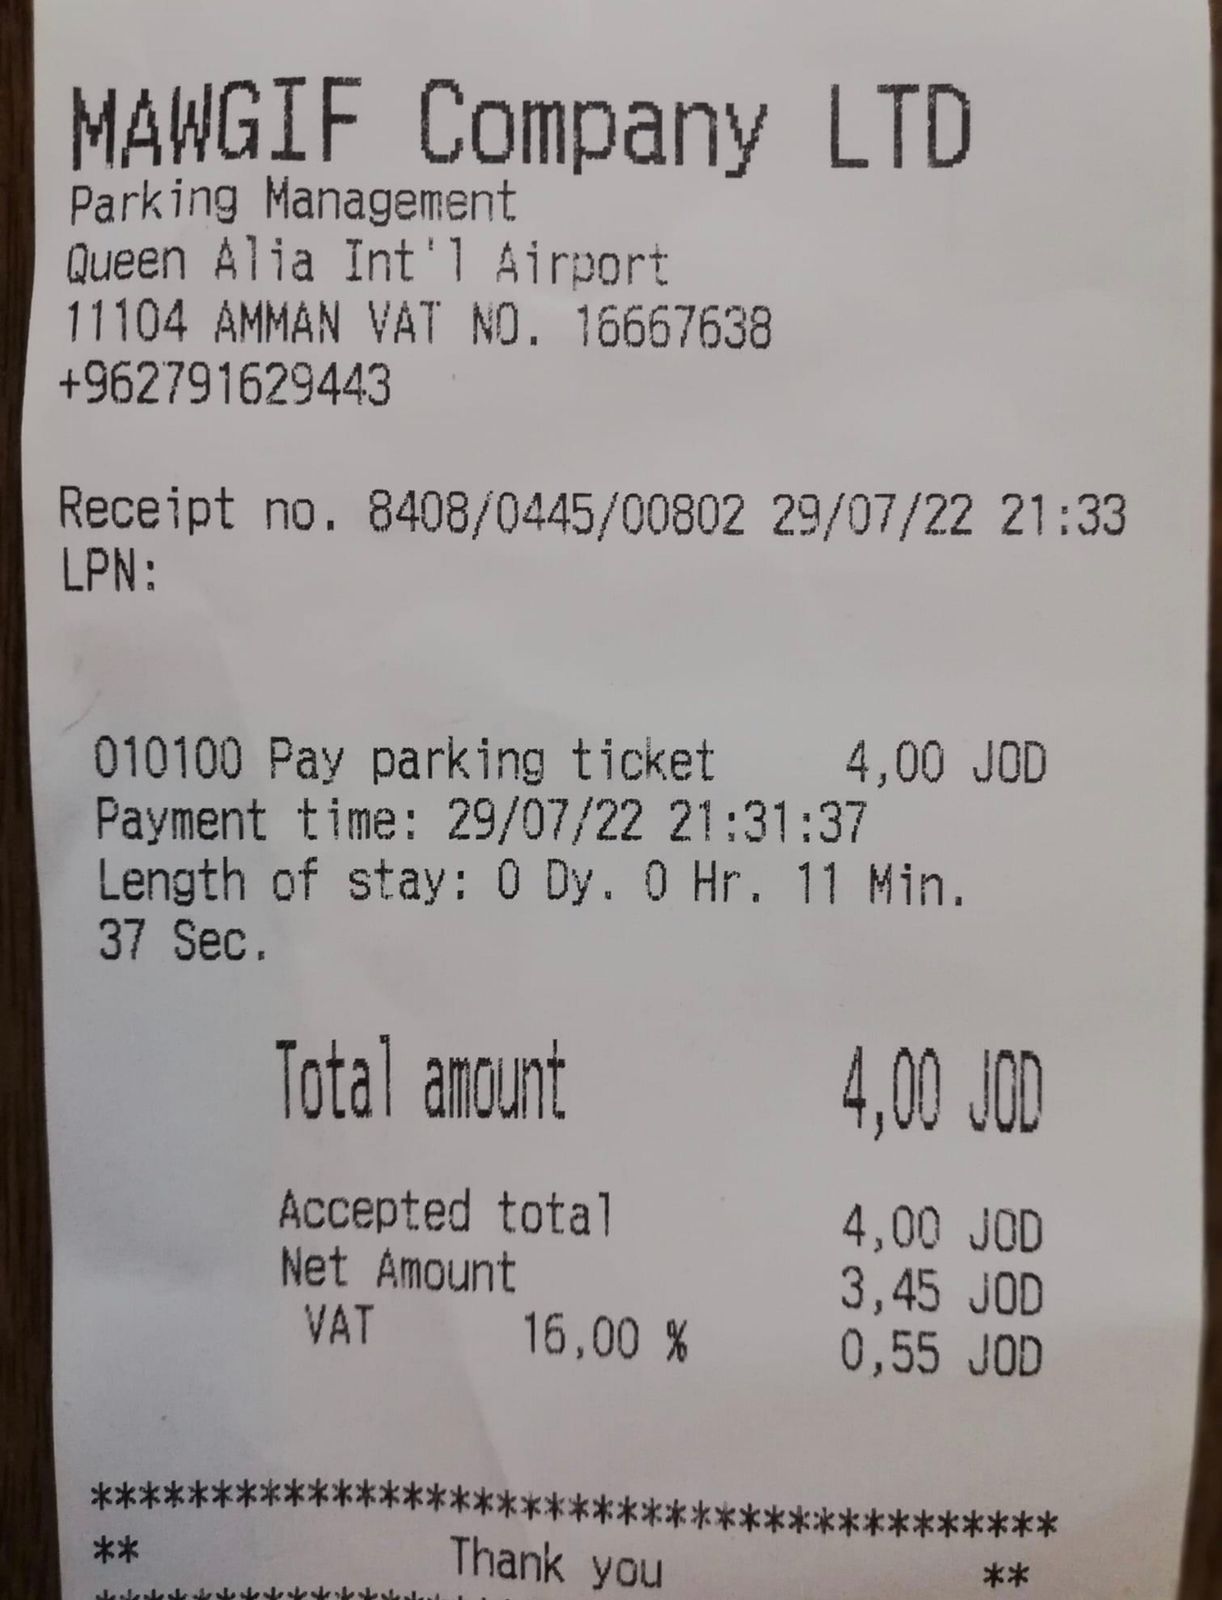 MAWGIF Company LTD
Parking Management
Queen Alia Int'l Airport
11104 AMMAN VAT NO. 16667638
+962791629443
Receipt no. 8408/0445/00802 29/07/22 21:33
LPN:
010100 Pay parking ticket 4,00 JOD
Payment time: 29/07/22 21:31:37
Length of stay: 0 Dy. 0 Hr. 11 Min.
37 Sec.
Total amount 4,00 JOD
Accepted total 4,00 JOD
Net Amount 3,45 JOD
VAT 16,00 % 0,55 JOD
***************************************
** Thank you **